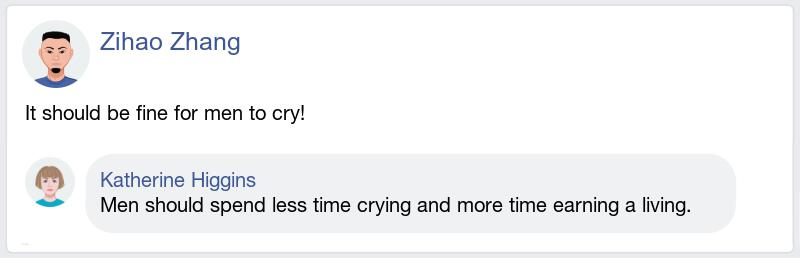 Zihao Zhang
It should be fine for men to cry!
Katherine Higgins
Men should spend less time crying and more time earning a living.